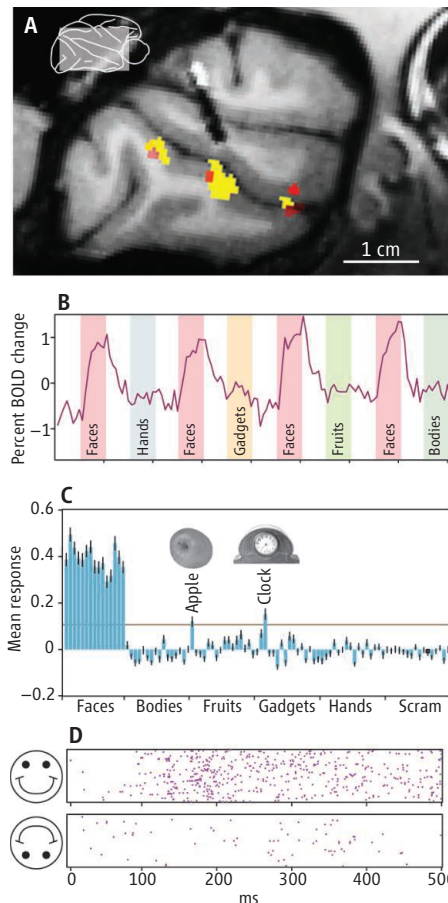 A
1 cm
B
Percent BOLD change
1
0
−1
Faces
Hands
Faces
Gadgets
Faces
Fruits
Faces
Bodies
C
Mean response
0.6
0.4
0.2
0
−0.2
Apple
Clock
Faces Bodies Fruits Gadgets Hands Scram
D
0 100 200 300 400 500
ms